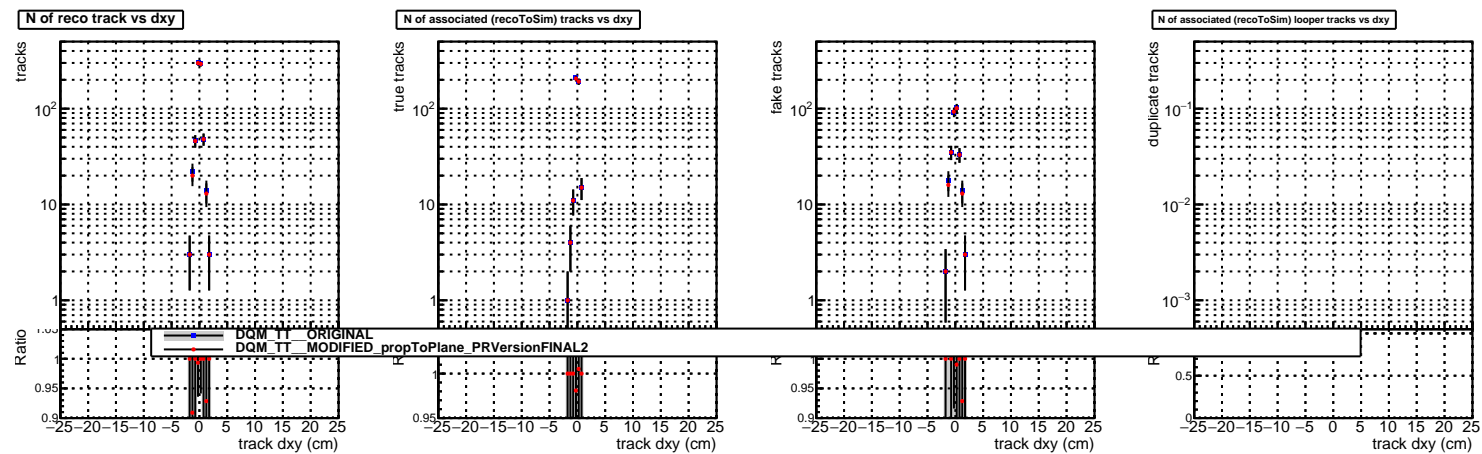 N of reco track vs dxy
tracks
10²
10
1
Ratio
1
0.95
0.9
−25−20−15−10 −5 0 5 10 15 20 25
track dxy (cm)
N of associated (recoToSim) tracks vs dxy
true tracks
10²
10
1
1
0.95
−25−20−15−10 −5 0 5 10 15 20 25
track dxy (cm)
fake tracks
10²
10
1
1
0.95
0.9
−25−20−15−10 −5 0 5 10 15 20 25
track dxy (cm)
N of associated (recoToSim) looper tracks vs dxy
duplicate tracks
10⁻¹
10⁻²
10⁻³
0.5
0
−25−20−15−10 −5 0 5 10 15 20 25
track dxy (cm)
DQM_TT__ORIGINAL
DQM_TT__MODIFIED_propToPlane_PRVersionFINAL2